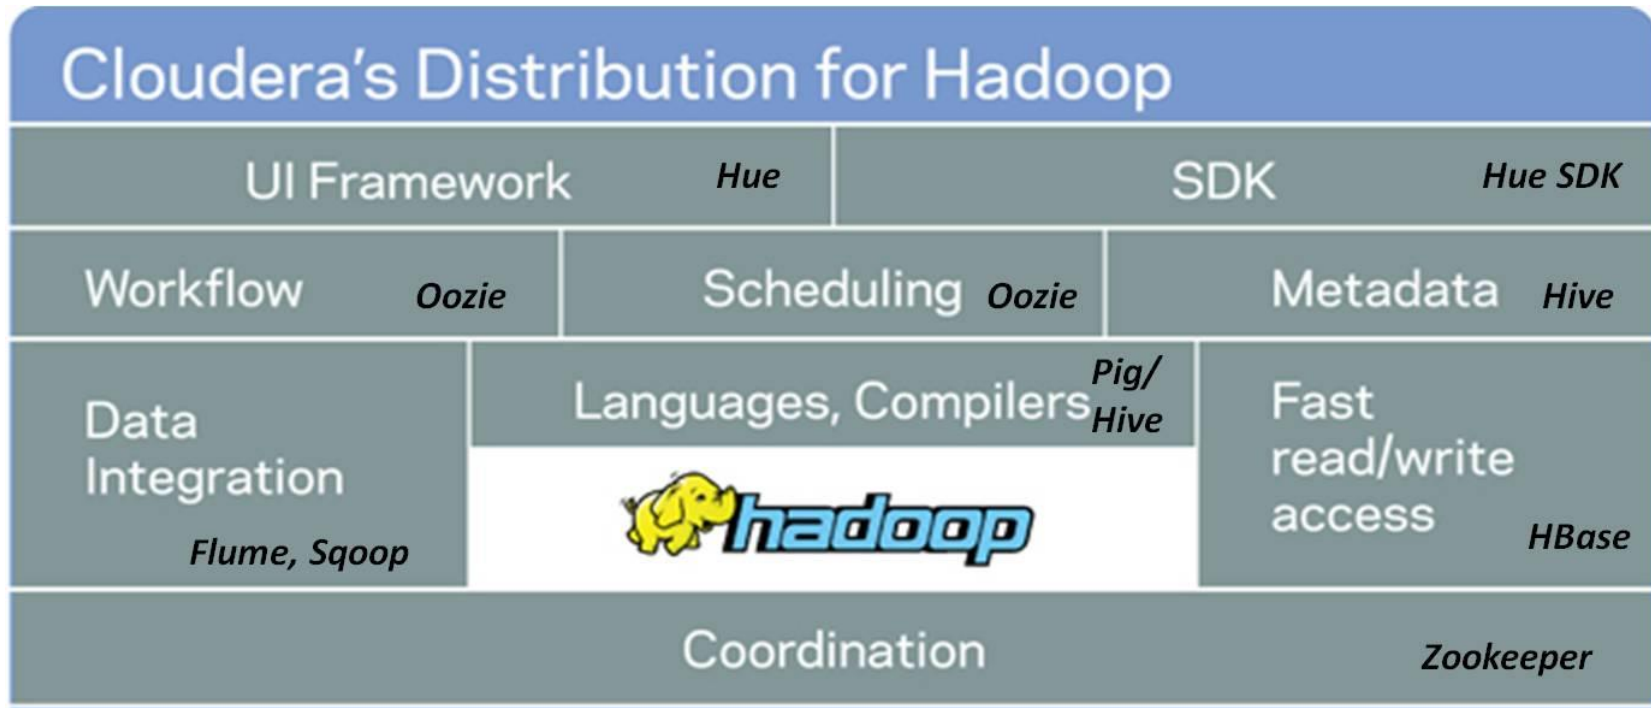 Cloudera's Distribution for Hadoop
UI Framework Hue
SDK Hue SDK
Workflow Oozie
Scheduling Oozie
Metadata Hive
Data
Integration
Flume, Sqoop
Languages, Compilers Pig/
Hive
hadoop
Fast
read/write
access
HBase
Coordination Zookeeper